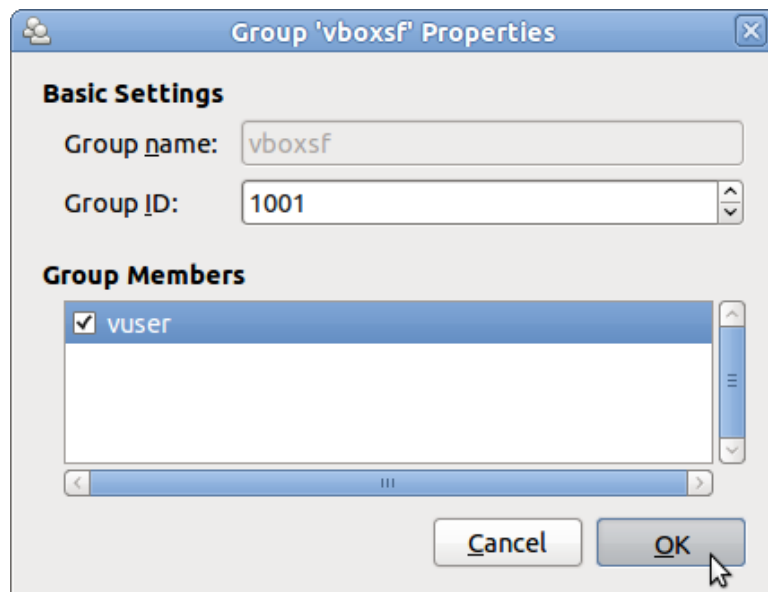 Group 'vboxsf' Properties
Basic Settings
Group name: vboxsf
Group ID: 1001
Group Members
vuser
Cancel OK